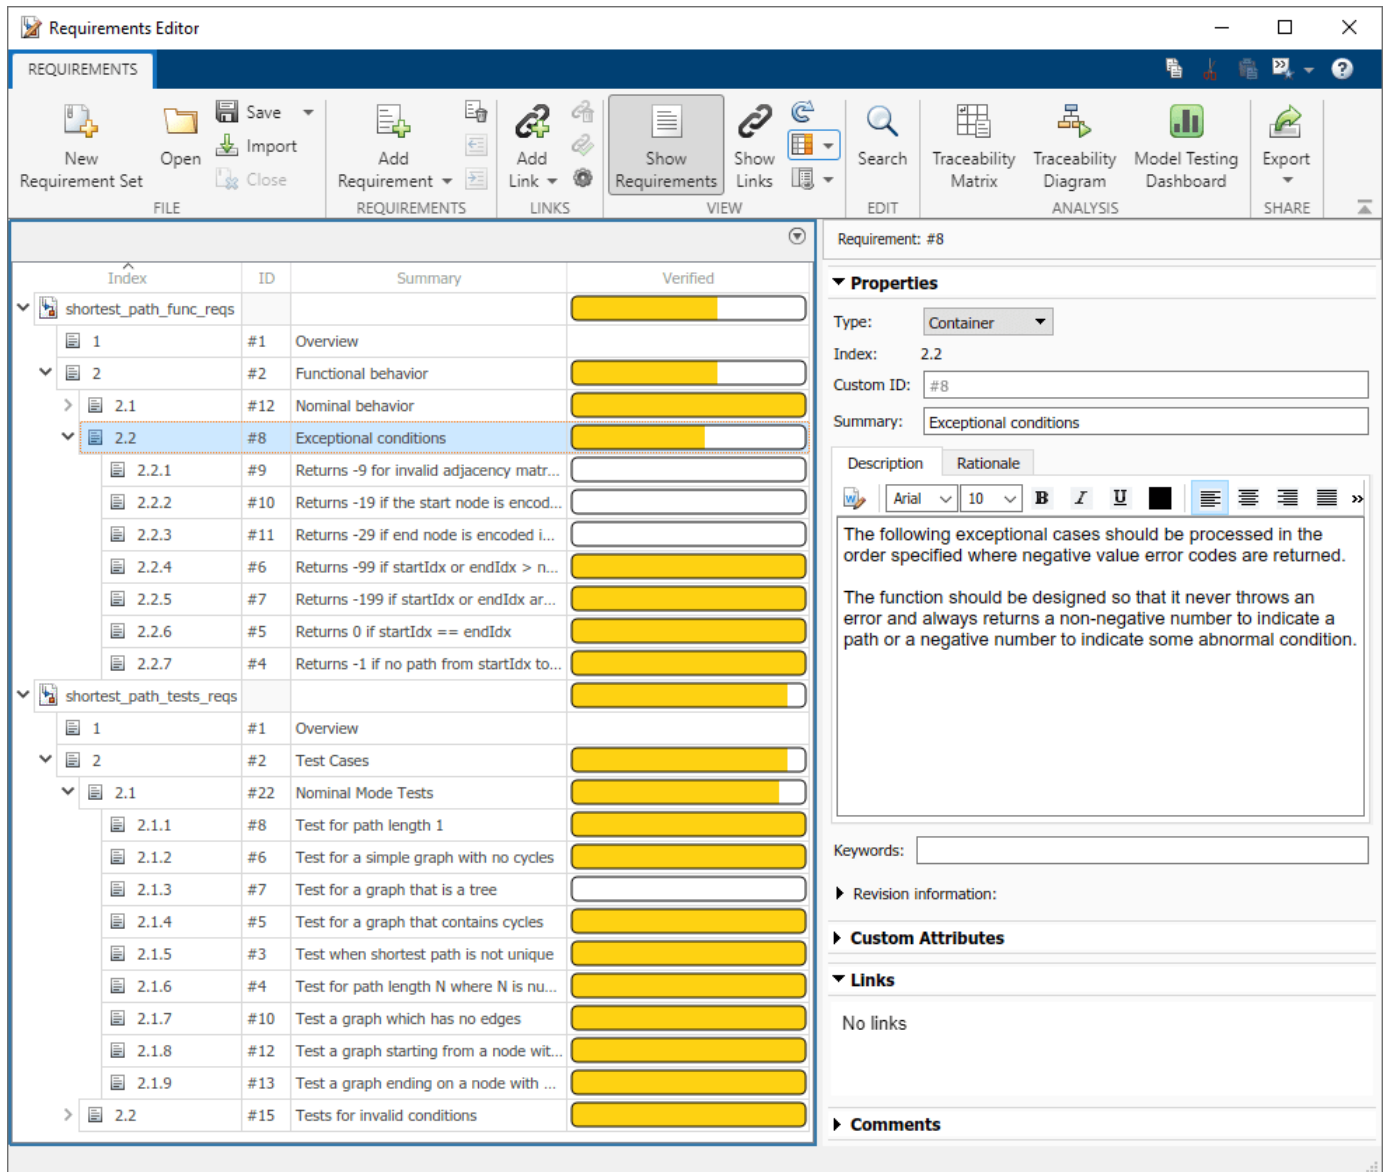 Requirements Editor
REQUIREMENTS
New
Requirement Set
Open
Save
Import
Close
FILE
Add
Requirement
REQUIREMENTS
Add
Link
LINKS
Show
Requirements
Show
Links
VIEW
Search
EDIT
Traceability
Matrix
Traceability
Diagram
Model Testing
Dashboard
ANALYSIS
Export
SHARE
Index ID Summary Verified
shortest_path_func_reqs
1 #1 Overview
2 #2 Functional behavior
2.1 #12 Nominal behavior
2.2 #8 Exceptional conditions
2.2.1 #9 Returns -9 for invalid adjacency matr...
2.2.2 #10 Returns -19 if the start node is encod...
2.2.3 #11 Returns -29 if end node is encoded i...
2.2.4 #6 Returns -99 if startIdx or endIdx > n...
2.2.5 #7 Returns -199 if startIdx or endIdx ar...
2.2.6 #5 Returns 0 if startIdx == endIdx
2.2.7 #4 Returns -1 if no path from startIdx to...
shortest_path_tests_reqs
1 #1 Overview
2 #2 Test Cases
2.1 #22 Nominal Mode Tests
2.1.1 #8 Test for path length 1
2.1.2 #6 Test for a simple graph with no cycles
2.1.3 #7 Test for a graph that is a tree
2.1.4 #5 Test for a graph that contains cycles
2.1.5 #3 Test when shortest path is not unique
2.1.6 #4 Test for path length N where N is nu...
2.1.7 #10 Test a graph which has no edges
2.1.8 #12 Test a graph starting from a node wit...
2.1.9 #13 Test a graph ending on a node with ...
2.2 #15 Tests for invalid conditions
Requirement: #8
Properties
Type: Container
Index: 2.2
Custom ID: #8
Summary: Exceptional conditions
Description Rationale
Arial 10 B I U »
The following exceptional cases should be processed in the
order specified where negative value error codes are returned.
The function should be designed so that it never throws an
error and always returns a non-negative number to indicate a
path or a negative number to indicate some abnormal condition.
Keywords:
Revision information:
Custom Attributes
Links
No links
Comments